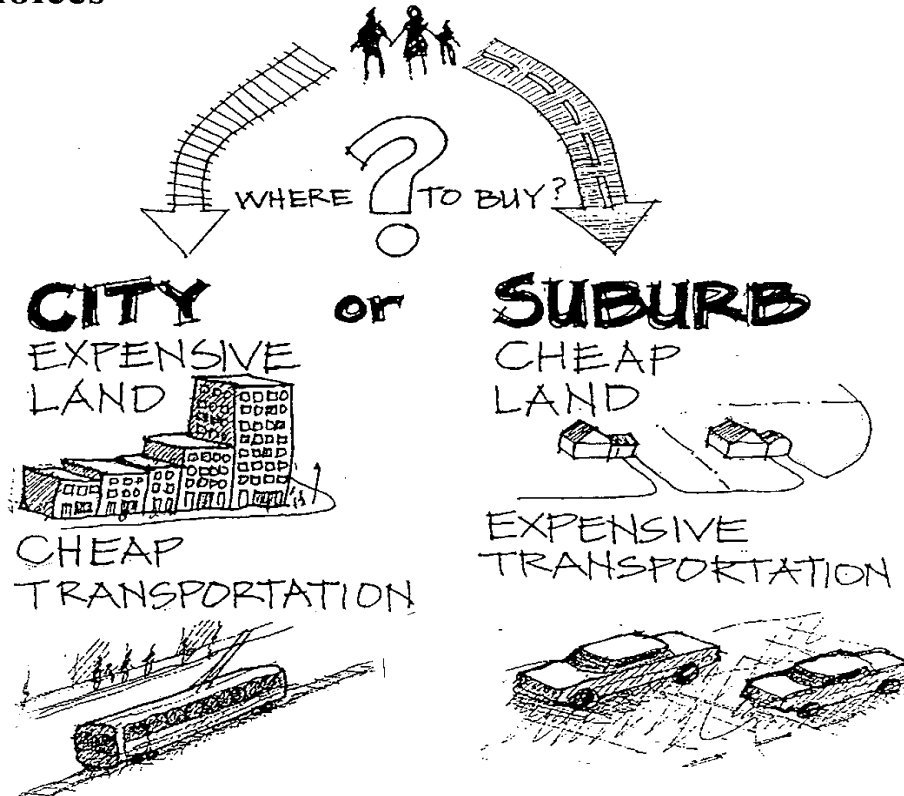 WHERE ? TO BUY?
CITY or SUBURB
EXPENSIVE
LAND
CHEAP
TRANSPORTATION
CHEAP
LAND
EXPENSIVE
TRANSPORTATION